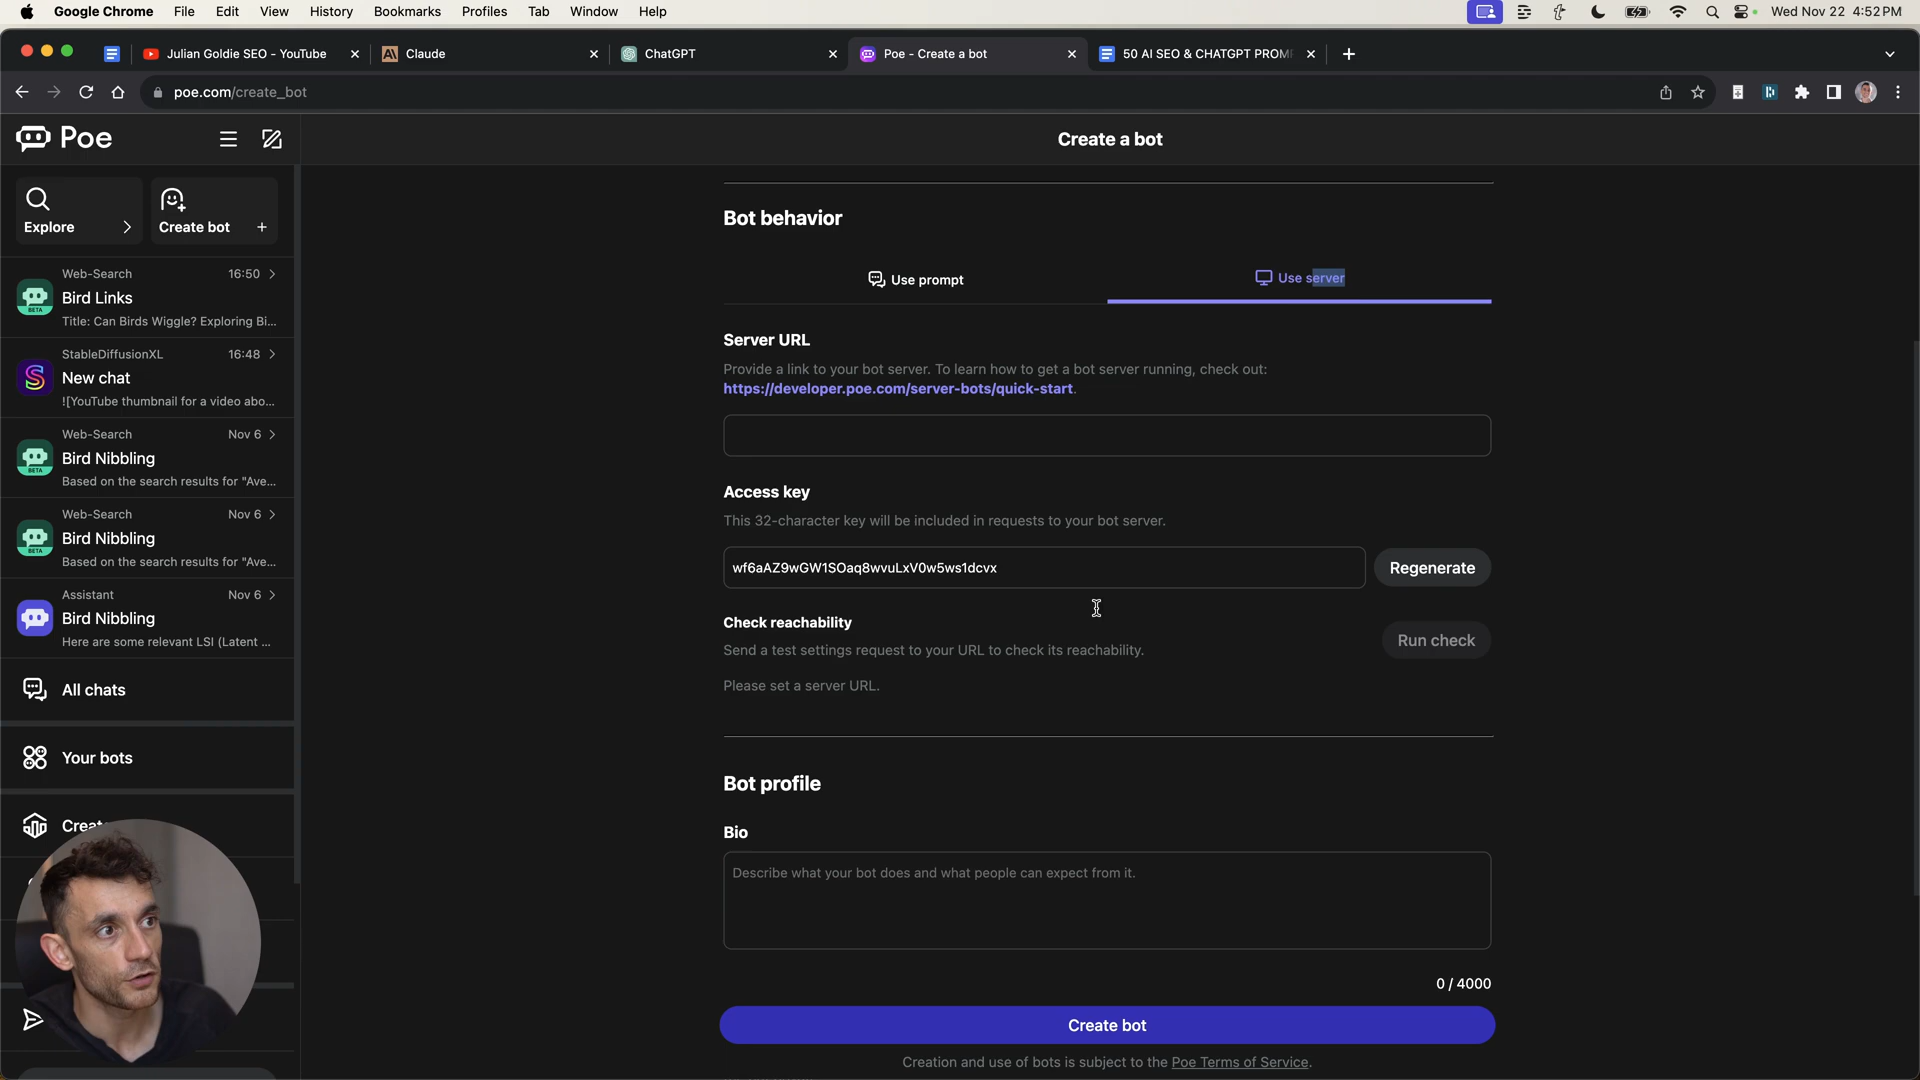 Google Chrome File Edit View History Bookmarks Profiles Tab Window Help Wed Nov 22 4:52 PM
Julian Goldie SEO - YouTube Claude ChatGPT Poe - Create a bot 50 AI SEO & CHATGPT PROM
poe.com/create_bot
Poe
Create a bot
Explore
Create bot +
Web-Search 16:50
Bird Links
Title: Can Birds Wiggle? Exploring Bi...
StableDiffusionXL 16:48
New chat
![YouTube thumbnail for a video abo...
Web-Search Nov 6
Bird Nibbling
Based on the search results for "Ave...
Web-Search Nov 6
Bird Nibbling
Based on the search results for "Ave...
Assistant Nov 6
Bird Nibbling
Here are some relevant LSI (Latent ...
All chats
Your bots
Bot behavior
Use prompt
Use server
Server URL
Provide a link to your bot server. To learn how to get a bot server running, check out:
https://developer.poe.com/server-bots/quick-start.
Access key
This 32-character key will be included in requests to your bot server.
wf6aAZ9wGW1SOaq8wvuLxV0w5ws1dcvx
Regenerate
Check reachability
Send a test settings request to your URL to check its reachability.
Run check
Please set a server URL.
Bot profile
Bio
Describe what your bot does and what people can expect from it.
0 / 4000
Create bot
Creation and use of bots is subject to the Poe Terms of Service.